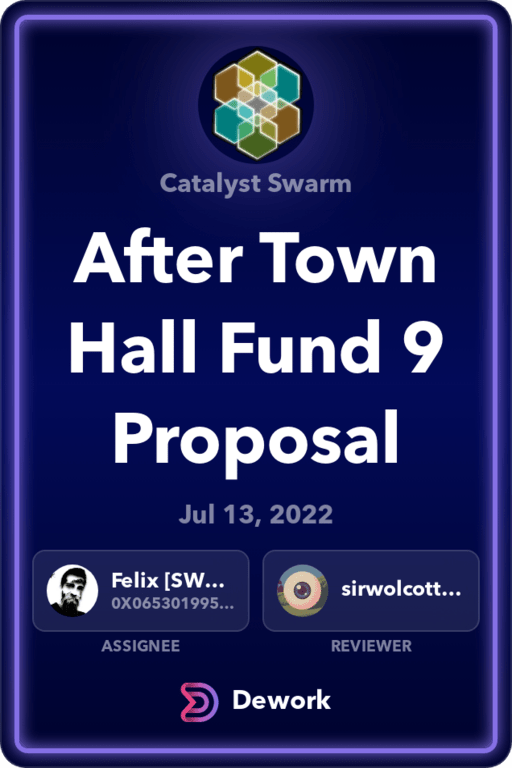 Catalyst Swarm
After Town
Hall Fund 9
Proposal
Jul 13, 2022
Felix [SW...
0X065301995...
sirwolcott...
ASSIGNEE
REVIEWER
Dework